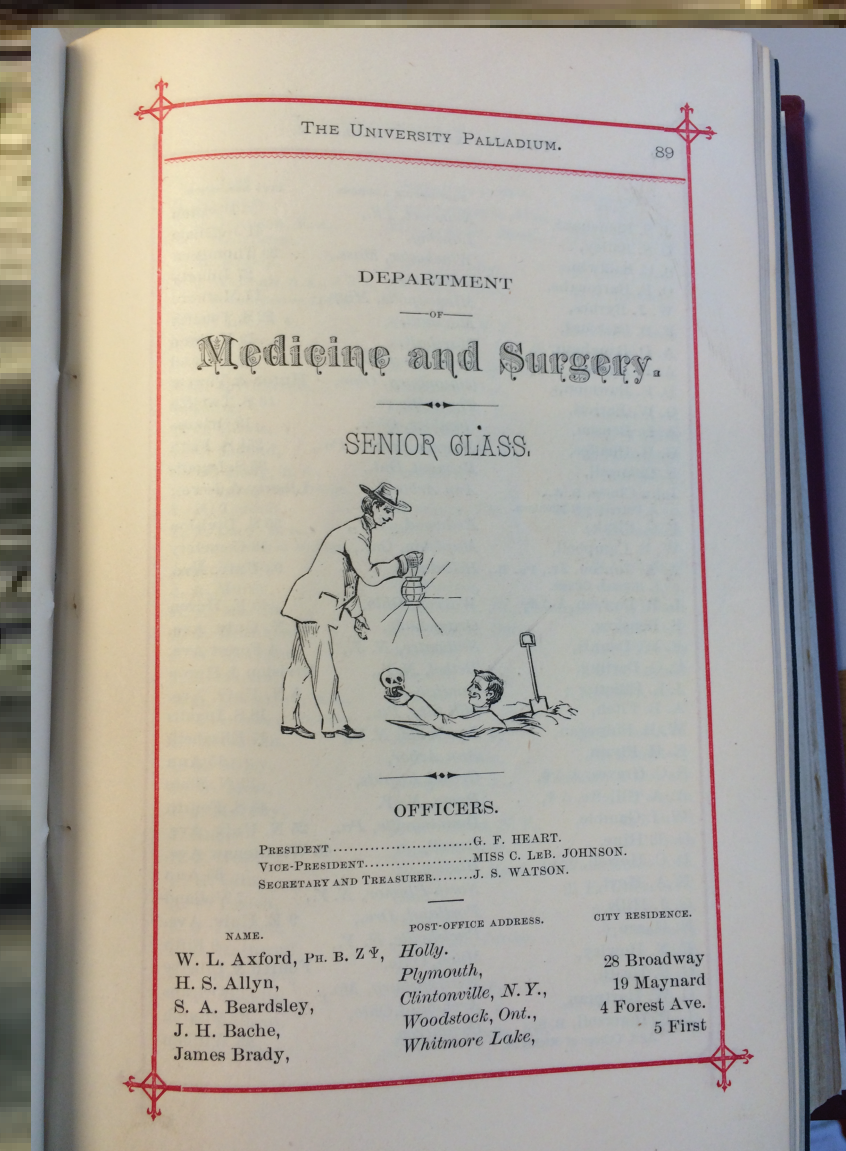 THE UNIVERSITY PALLADIUM. 89
DEPARTMENT
OF
Medicine and Surgery.
SENIOR CLASS.
OFFICERS.
PRESIDENT ..........................G. F. HEART.
VICE-PRESIDENT....................MISS C. LEB. JOHNSON.
SECRETARY AND TREASURER........J. S. WATSON.
NAME. POST-OFFICE ADDRESS. CITY RESIDENCE.
W. L. Axford, PH. B. Ζ Ψ, Holly. 28 Broadway
H. S. Allyn, Plymouth, 19 Maynard
S. A. Beardsley, Clintonville, N. Y., 4 Forest Ave.
J. H. Bache, Woodstock, Ont., 5 First
James Brady, Whitmore Lake,